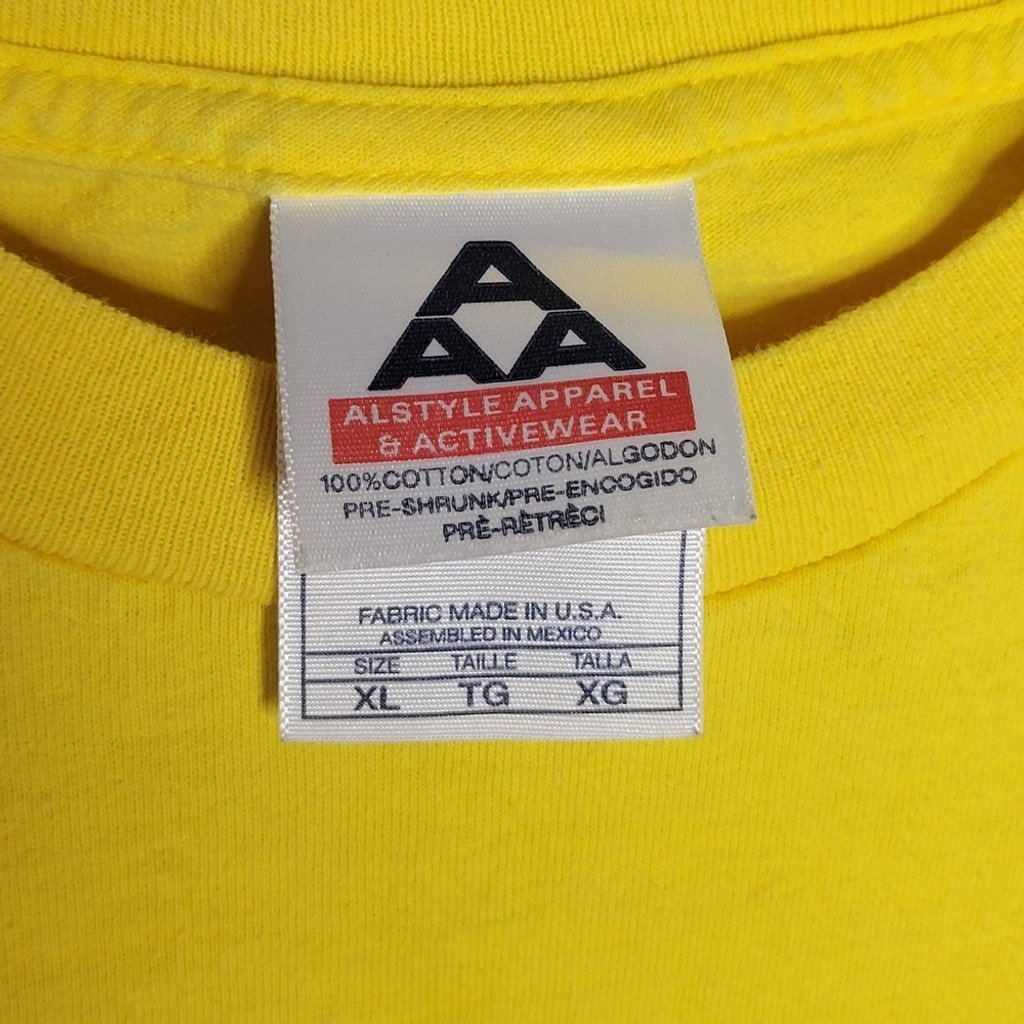 A
AA
ALSTYLE APPAREL
& ACTIVEWEAR
100%COTTON/COTON/ALGODON
PRE-SHRUNK/PRE-ENCOGIDO
PRÈ-RÈTRÈCI
FABRIC MADE IN U.S.A.
ASSEMBLED IN MEXICO
SIZE TAILLE TALLA
XL TG XG